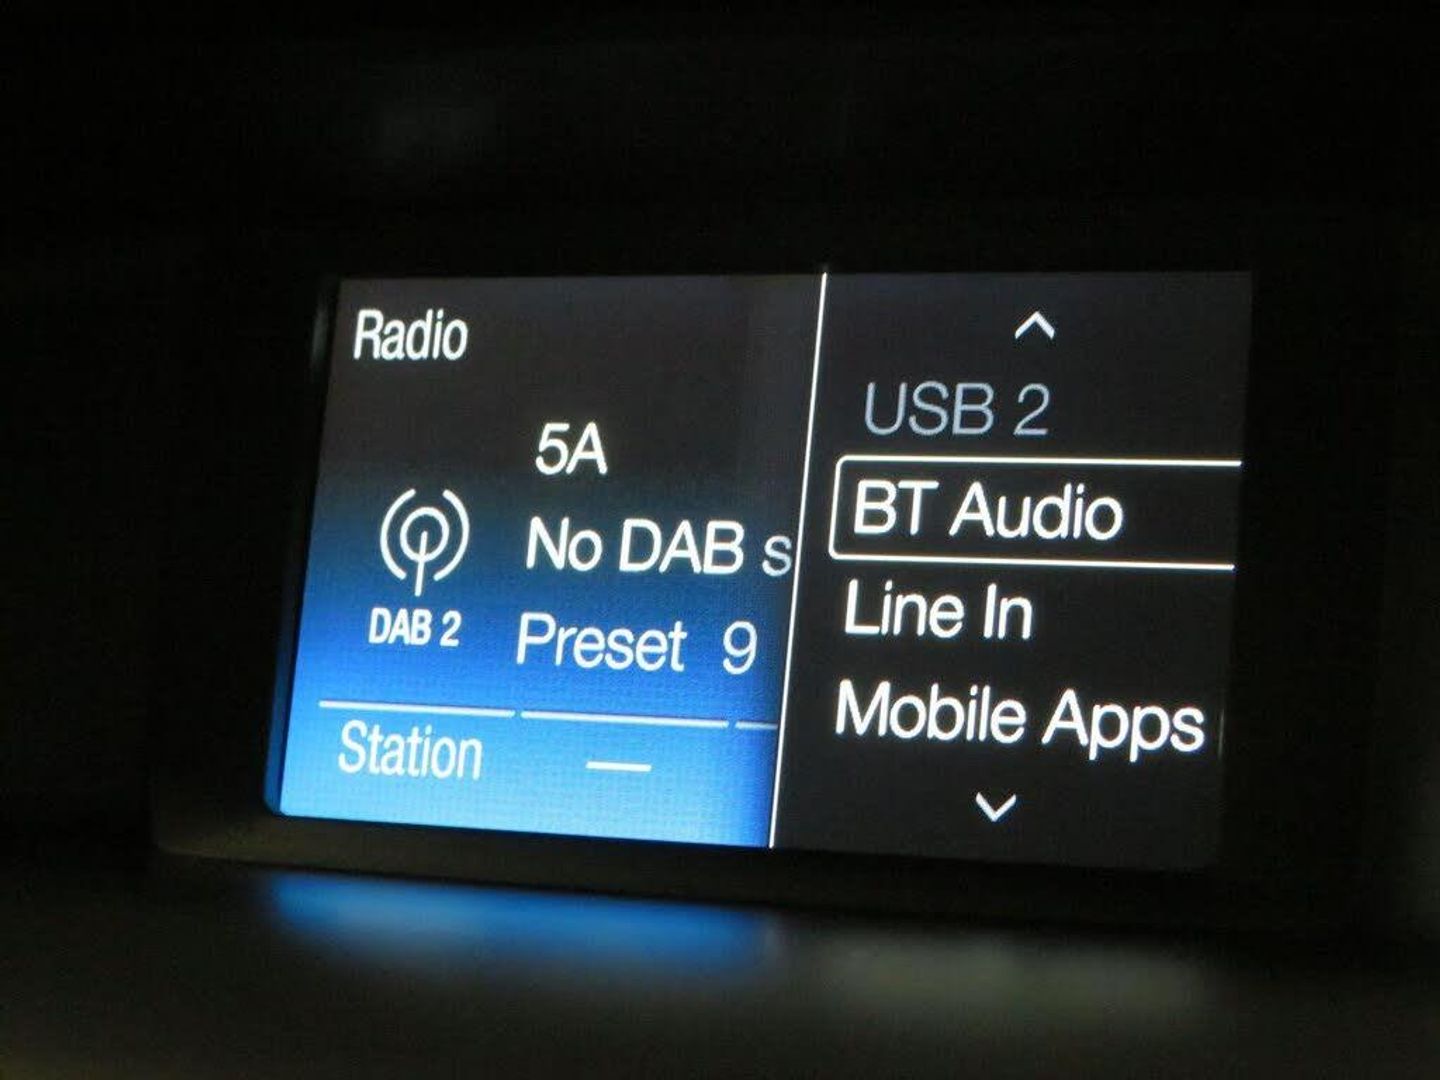 Radio
5A
No DAB s
DAB 2
Preset 9
Station
USB 2
BT Audio
Line In
Mobile Apps